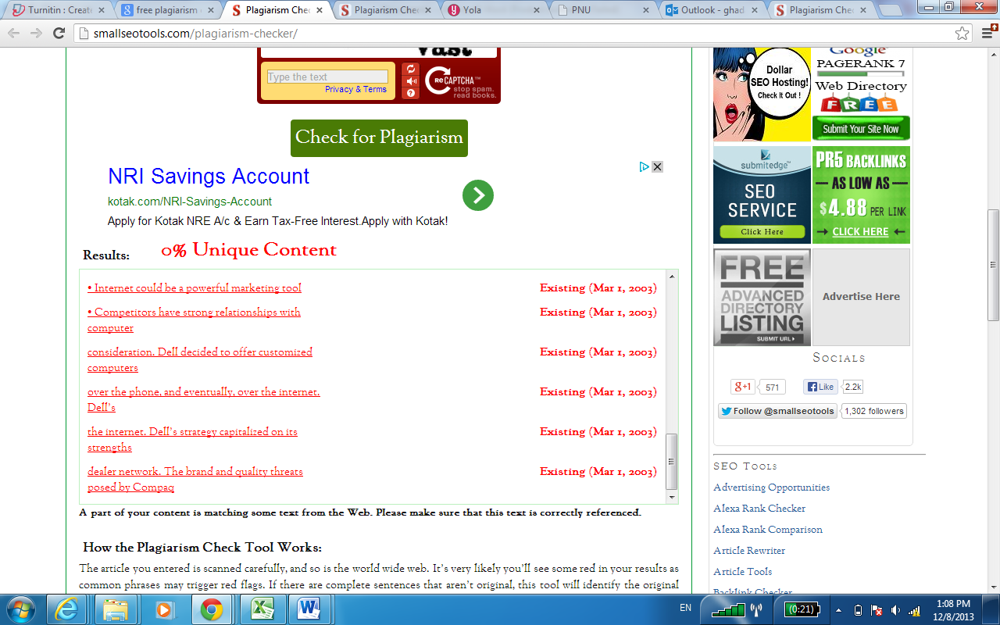 Turnitin : Create
free plagiarism
Plagiarism Chec
Plagiarism Chec
Yola
PNU
Outlook - ghad
Plagiarism Chec
smallseotools.com/plagiarism-checker/
Type the text
Privacy & Terms
reCAPTCHA™
stop spam.
read books.
Check for Plagiarism
NRI Savings Account
kotak.com/NRI-Savings-Account
Apply for Kotak NRE A/c & Earn Tax-Free Interest.Apply with Kotak!
Results: 0% Unique Content
• Internet could be a powerful marketing tool Existing (Mar 1, 2003)
• Competitors have strong relationships with Existing (Mar 1, 2003)
computer
consideration. Dell decided to offer customized Existing (Mar 1, 2003)
computers
over the phone, and eventually, over the internet. Existing (Mar 1, 2003)
Dell's
the internet. Dell's strategy capitalized on its Existing (Mar 1, 2003)
strengths
dealer network. The brand and quality threats Existing (Mar 1, 2003)
posed by Compaq
A part of your content is matching some text from the Web. Please make sure that this text is correctly referenced.
How the Plagiarism Check Tool Works:
The article you entered is scanned carefully, and so is the world wide web. It's very likely you'll see some red in your results as
common phrases may trigger red flags. If there are complete sentences that aren't original, this tool will identify the original
Dollar
SEO Hosting!
Check It Out !
Google
PAGERANK 7
Web Directory
FREE
Submit Your Site Now
submitedge™
SEO
SERVICE
Click Here
PR5 BACKLINKS
AS LOW AS
$4.88 PER LINK
CLICK HERE
FREE
ADVANCED
DIRECTORY
LISTING
SUBMIT URL
Advertise Here
Socials
g+1 571 Like 2.2k
Follow @smallseotools 1,302 followers
SEO Tools
Advertising Opportunities
Alexa Rank Checker
Alexa Rank Comparison
Article Rewriter
Article Tools
Backlink Checker
EN
(0:21)
1:08 PM
12/8/2013